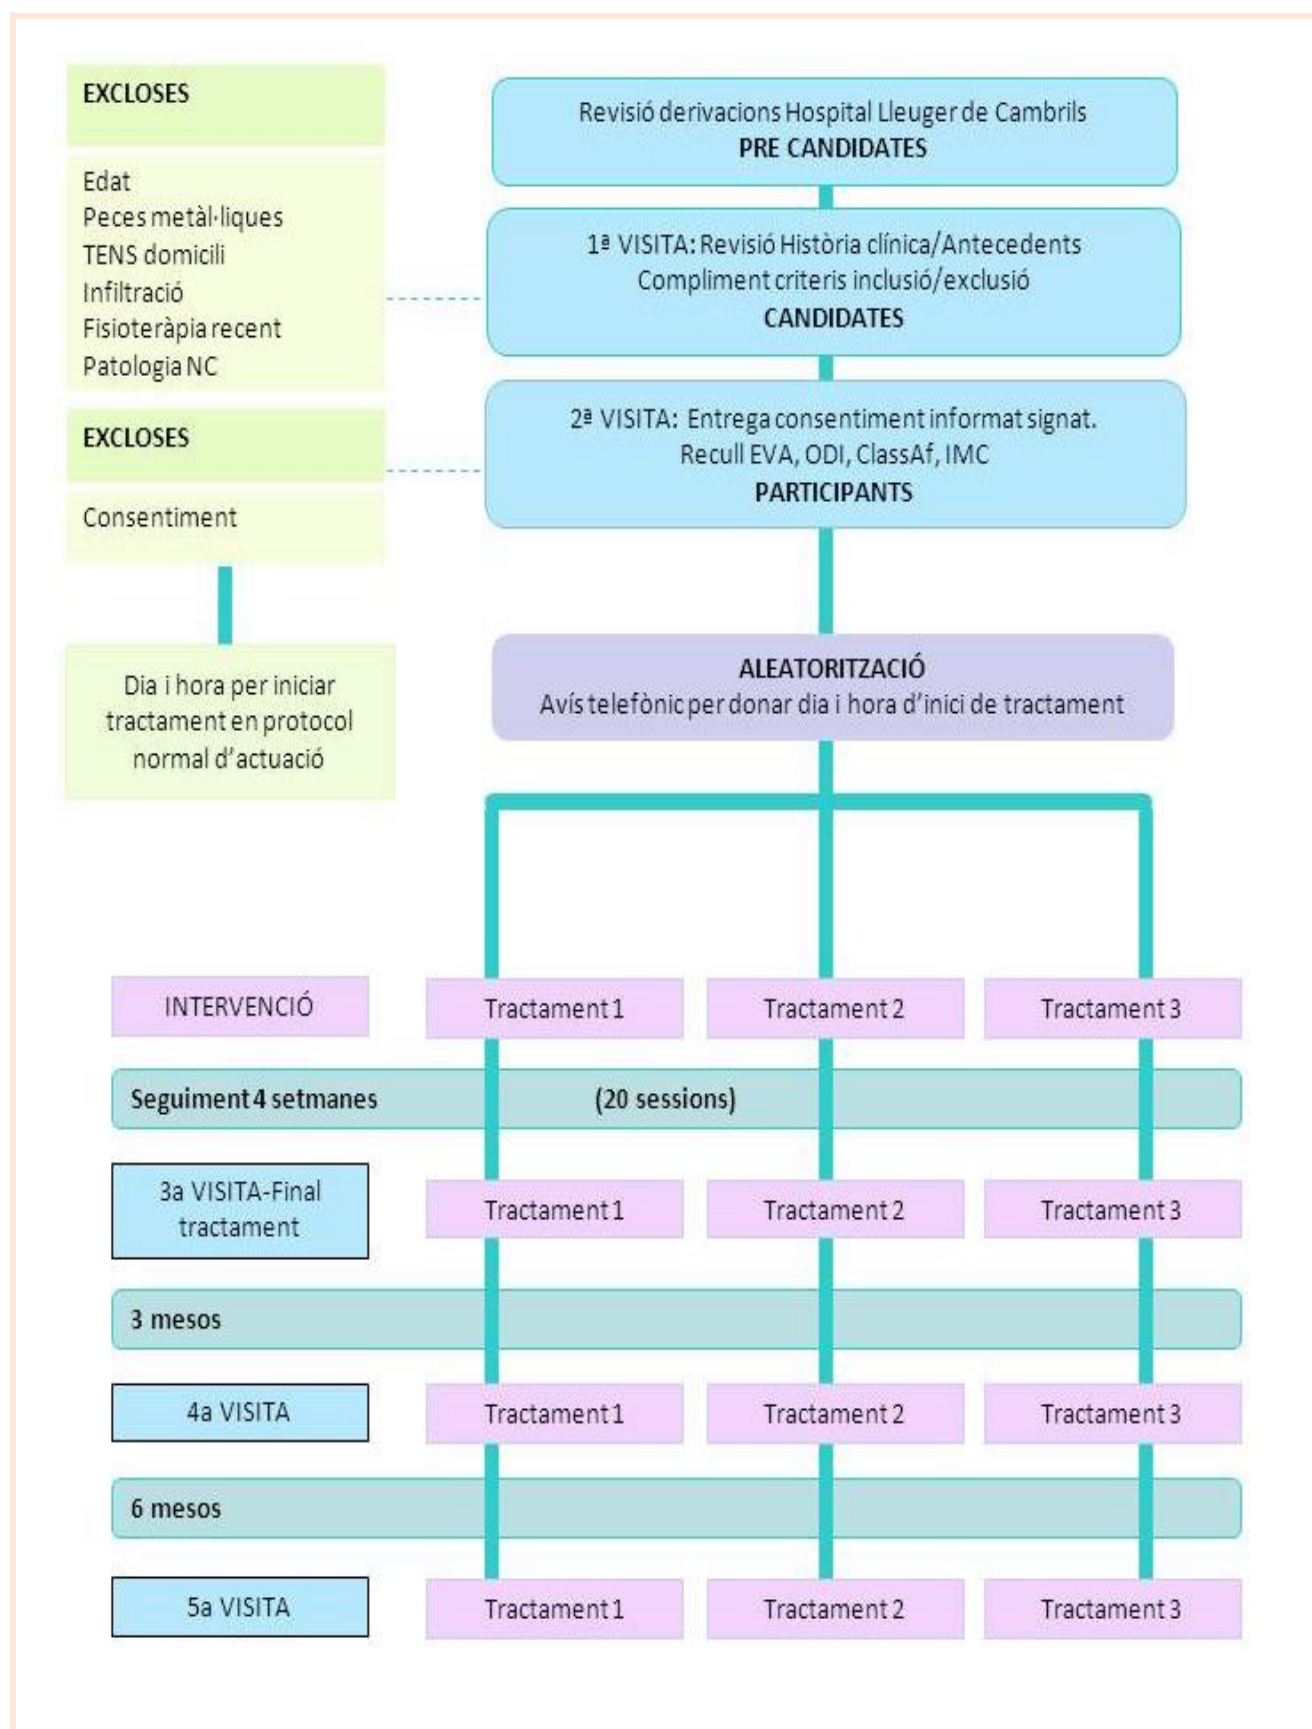 EXCLOSES
Edat
Peces metàl·liques
TENS domicili
Infiltració
Fisioteràpia recent
Patologia NC
EXCLOSES
Consentiment
Dia i hora per iniciar
tractament en protocol
normal d'actuació
Revisió derivacions Hospital Lleuger de Cambrils
PRE CANDIDATES
1ª VISITA: Revisió Història clínica/Antecedents
Compliment criteris inclusió/exclusió
CANDIDATES
2ª VISITA: Entrega consentiment informat signat.
Recull EVA, ODI, ClassAf, IMC
PARTICIPANTS
ALEATORITZACIÓ
Avís telefònic per donar dia i hora d'inici de tractament
INTERVENCIÓ Tractament 1 Tractament 2 Tractament 3
Seguiment 4 setmanes (20 sessions)
3a VISITA-Final
tractament
Tractament 1 Tractament 2 Tractament 3
3 mesos
4a VISITA Tractament 1 Tractament 2 Tractament 3
6 mesos
5a VISITA Tractament 1 Tractament 2 Tractament 3